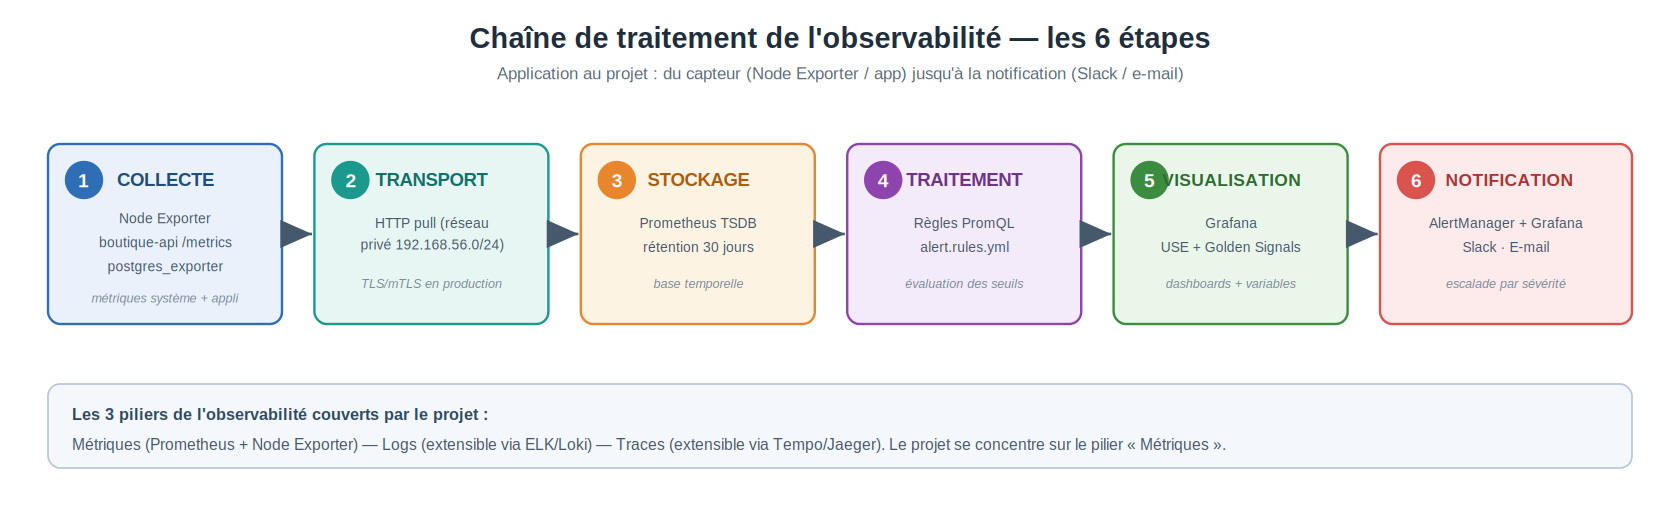 Chaîne de traitement de l'observabilité — les 6 étapes
Application au projet : du capteur (Node Exporter / app) jusqu'à la notification (Slack / e-mail)
1 COLLECTE
Node Exporter
boutique-api /metrics
postgres_exporter
métriques système + appli
2 TRANSPORT
HTTP pull (réseau
privé 192.168.56.0/24)
TLS/mTLS en production
3 STOCKAGE
Prometheus TSDB
rétention 30 jours
base temporelle
4 TRAITEMENT
Règles PromQL
alert.rules.yml
évaluation des seuils
5 VISUALISATION
Grafana
USE + Golden Signals
dashboards + variables
6 NOTIFICATION
AlertManager + Grafana
Slack · E-mail
escalade par sévérité
Les 3 piliers de l'observabilité couverts par le projet :
Métriques (Prometheus + Node Exporter) — Logs (extensible via ELK/Loki) — Traces (extensible via Tempo/Jaeger). Le projet se concentre sur le pilier « Métriques ».